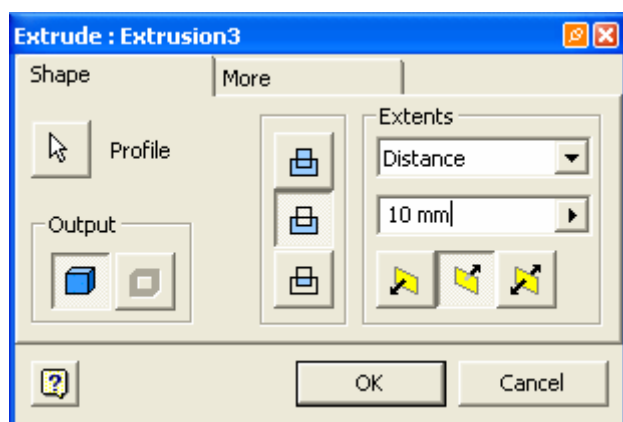 Extrude : Extrusion3
Shape
More
Profile
Output
Extents
Distance
10 mm
OK
Cancel